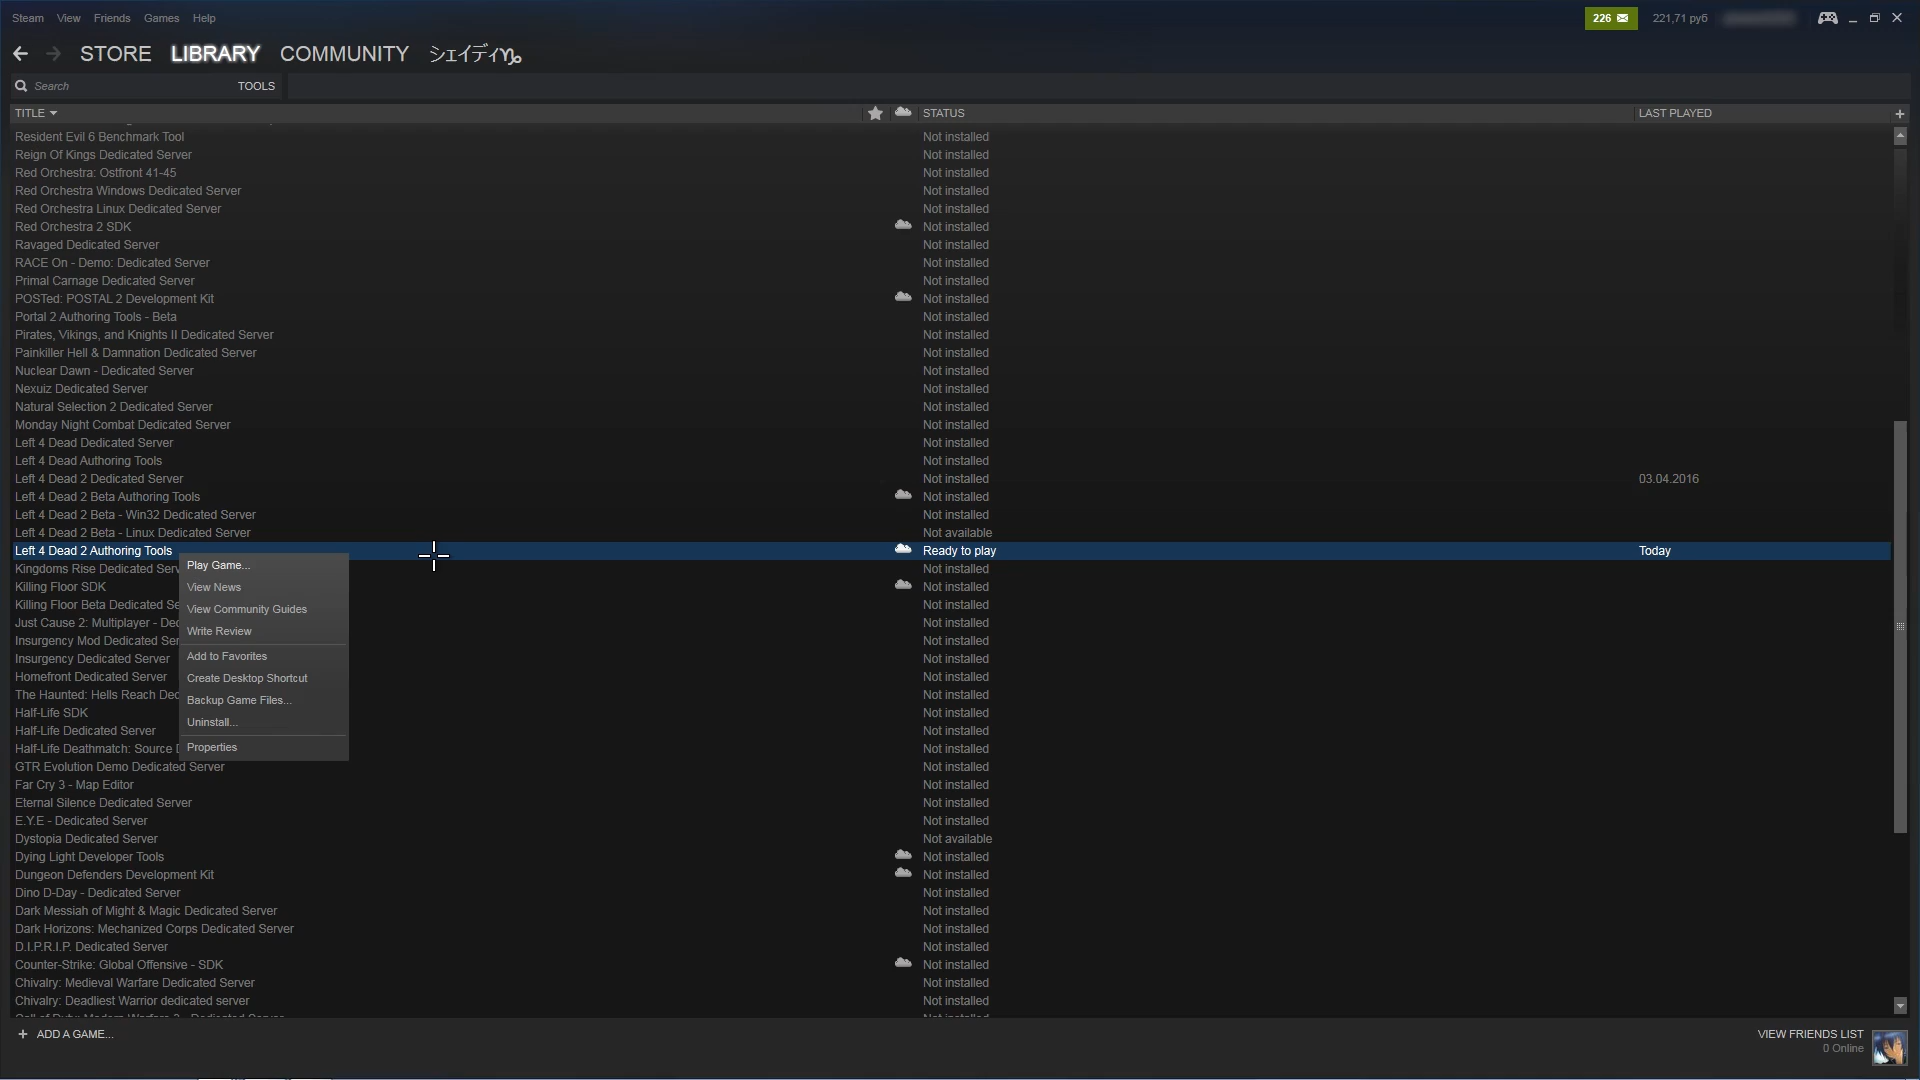 Steam View Friends Games Help 226 221,71 руб
STORE LIBRARY COMMUNITY シェイディ
Search TOOLS
TITLE STATUS LAST PLAYED
Resident Evil 6 Benchmark Tool Not installed
Reign Of Kings Dedicated Server Not installed
Red Orchestra: Ostfront 41-45 Not installed
Red Orchestra Windows Dedicated Server Not installed
Red Orchestra Linux Dedicated Server Not installed
Red Orchestra 2 SDK Not installed
Ravaged Dedicated Server Not installed
RACE On - Demo: Dedicated Server Not installed
Primal Carnage Dedicated Server Not installed
POSTed: POSTAL 2 Development Kit Not installed
Portal 2 Authoring Tools - Beta Not installed
Pirates, Vikings, and Knights II Dedicated Server Not installed
Painkiller Hell & Damnation Dedicated Server Not installed
Nuclear Dawn - Dedicated Server Not installed
Nexuiz Dedicated Server Not installed
Natural Selection 2 Dedicated Server Not installed
Monday Night Combat Dedicated Server Not installed
Left 4 Dead Dedicated Server Not installed
Left 4 Dead Authoring Tools Not installed
Left 4 Dead 2 Dedicated Server Not installed 03.04.2016
Left 4 Dead 2 Beta Authoring Tools Not installed
Left 4 Dead 2 Beta - Win32 Dedicated Server Not installed
Left 4 Dead 2 Beta - Linux Dedicated Server Not available
Left 4 Dead 2 Authoring Tools Ready to play Today
Kingdoms Rise Dedicated Serv Not installed
Killing Floor SDK Not installed
Killing Floor Beta Dedicated Se Not installed
Just Cause 2: Multiplayer - Dec Not installed
Insurgency Mod Dedicated Ser Not installed
Insurgency Dedicated Server Not installed
Homefront Dedicated Server Not installed
The Haunted: Hells Reach Dec Not installed
Half-Life SDK Not installed
Half-Life Dedicated Server Not installed
Half-Life Deathmatch: Source D Not installed
GTR Evolution Demo Dedicated Server Not installed
Far Cry 3 - Map Editor Not installed
Eternal Silence Dedicated Server Not installed
E.Y.E - Dedicated Server Not installed
Dystopia Dedicated Server Not available
Dying Light Developer Tools Not installed
Dungeon Defenders Development Kit Not installed
Dino D-Day - Dedicated Server Not installed
Dark Messiah of Might & Magic Dedicated Server Not installed
Dark Horizons: Mechanized Corps Dedicated Server Not installed
D.I.P.R.I.P. Dedicated Server Not installed
Counter-Strike: Global Offensive - SDK Not installed
Chivalry: Medieval Warfare Dedicated Server Not installed
Chivalry: Deadliest Warrior dedicated server Not installed
Play Game...
View News
View Community Guides
Write Review
Add to Favorites
Create Desktop Shortcut
Backup Game Files...
Uninstall...
Properties
+ ADD A GAME... VIEW FRIENDS LIST
0 Online